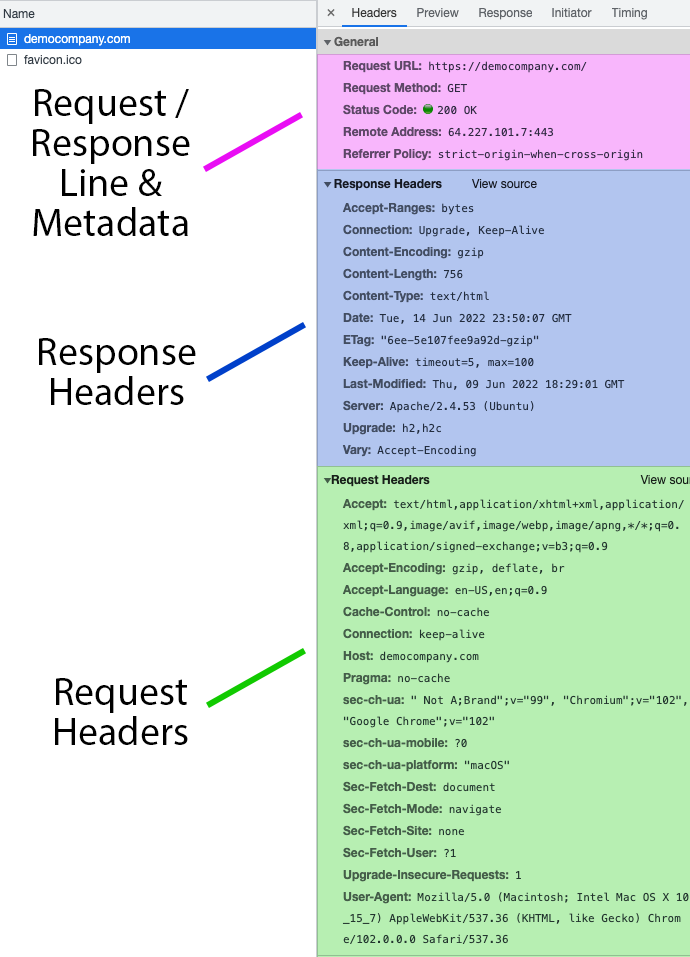 Name
democompany.com
favicon.ico
Request /
Response
Line &
Metadata
Response
Headers
Request
Headers
× Headers Preview Response Initiator Timing
General
Request URL: https://democompany.com/
Request Method: GET
Status Code: 200 OK
Remote Address: 64.227.101.7:443
Referrer Policy: strict-origin-when-cross-origin
Response Headers View source
Accept-Ranges: bytes
Connection: Upgrade, Keep-Alive
Content-Encoding: gzip
Content-Length: 756
Content-Type: text/html
Date: Tue, 14 Jun 2022 23:50:07 GMT
ETag: "6ee-5e107fee9a92d-gzip"
Keep-Alive: timeout=5, max=100
Last-Modified: Thu, 09 Jun 2022 18:29:01 GMT
Server: Apache/2.4.53 (Ubuntu)
Upgrade: h2,h2c
Vary: Accept-Encoding
Request Headers View sou
Accept: text/html,application/xhtml+xml,application/
xml;q=0.9,image/avif,image/webp,image/apng,*/*;q=0.
8,application/signed-exchange;v=b3;q=0.9
Accept-Encoding: gzip, deflate, br
Accept-Language: en-US,en;q=0.9
Cache-Control: no-cache
Connection: keep-alive
Host: democompany.com
Pragma: no-cache
sec-ch-ua: " Not A;Brand";v="99", "Chromium";v="102",
"Google Chrome";v="102"
sec-ch-ua-mobile: ?0
sec-ch-ua-platform: "macOS"
Sec-Fetch-Dest: document
Sec-Fetch-Mode: navigate
Sec-Fetch-Site: none
Sec-Fetch-User: ?1
Upgrade-Insecure-Requests: 1
User-Agent: Mozilla/5.0 (Macintosh; Intel Mac OS X 10
_15_7) AppleWebKit/537.36 (KHTML, like Gecko) Chrom
e/102.0.0.0 Safari/537.36